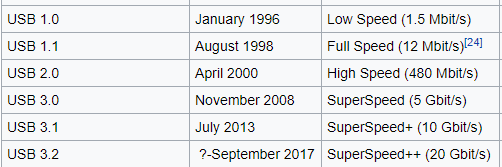 USB 1.0 January 1996 Low Speed (1.5 Mbit/s)
USB 1.1 August 1998 Full Speed (12 Mbit/s)[24]
USB 2.0 April 2000 High Speed (480 Mbit/s)
USB 3.0 November 2008 SuperSpeed (5 Gbit/s)
USB 3.1 July 2013 SuperSpeed+ (10 Gbit/s)
USB 3.2 ?-September 2017 SuperSpeed++ (20 Gbit/s)